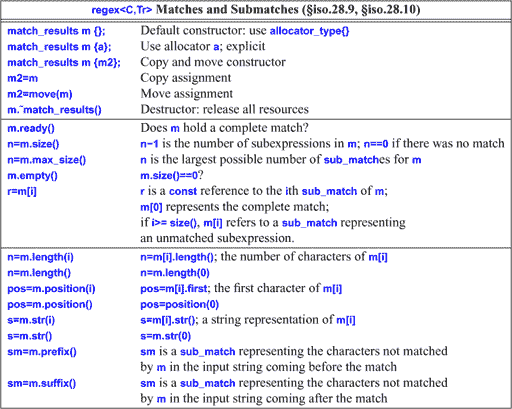 regex<C,Tr> Matches and Submatches (§iso.28.9, §iso.28.10)
match_results m {}; Default constructor: use allocator_type{}
match_results m {a}; Use allocator a; explicit
match_results m {m2}; Copy and move constructor
m2=m Copy assignment
m2=move(m) Move assignment
m.~match_results() Destructor: release all resources
m.ready() Does m hold a complete match?
n=m.size() n−1 is the number of subexpressions in m; n==0 if there was no match
n=m.max_size() n is the largest possible number of sub_matches for m
m.empty() m.size()==0?
r=m[i] r is a const reference to the ith sub_match of m;
m[0] represents the complete match;
if i>= size(), m[i] refers to a sub_match representing
an unmatched subexpression.
n=m.length(i) n=m[i].length(); the number of characters of m[i]
n=m.length() n=m.length(0)
pos=m.position(i) pos=m[i].first; the first character of m[i]
pos=m.position() pos=position(0)
s=m.str(i) s=m[i].str(); a string representation of m[i]
s=m.str() s=m.str(0)
sm=m.prefix() sm is a sub_match representing the characters not matched
by m in the input string coming before the match
sm=m.suffix() sm is a sub_match representing the characters not matched
by m in the input string coming after the match